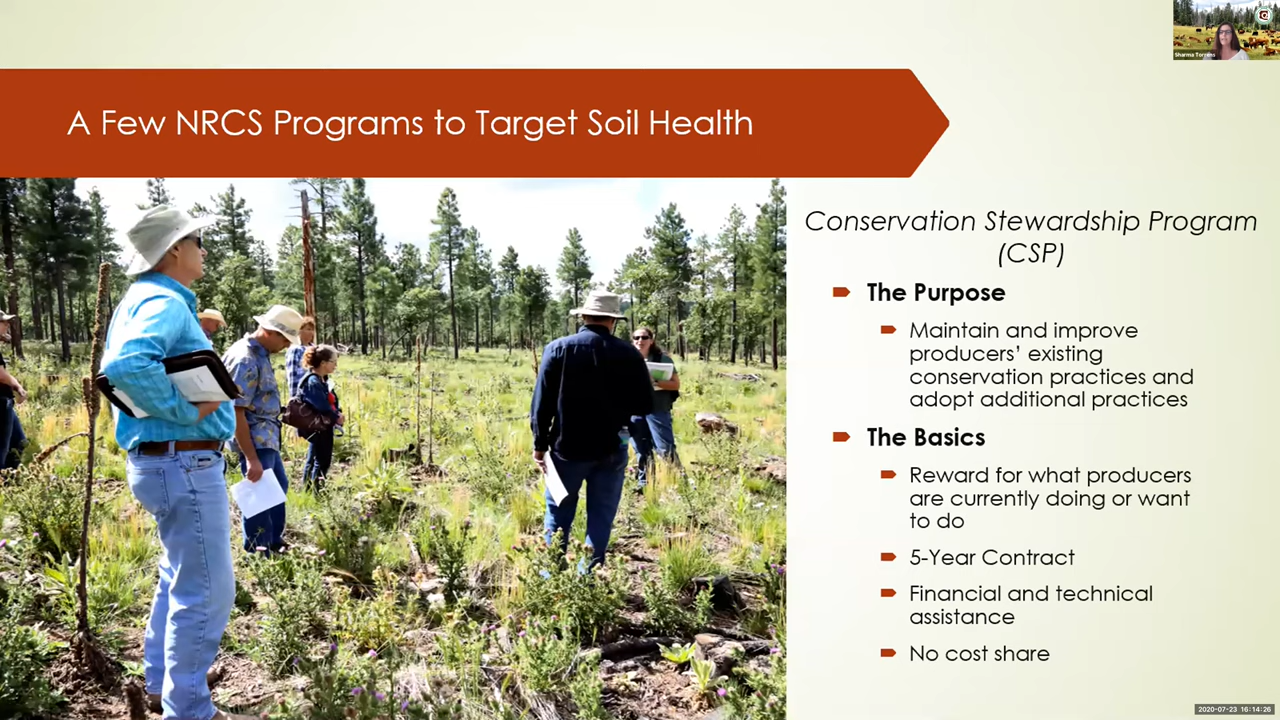 Sharma Torrens
A Few NRCS Programs to Target Soil Health
Conservation Stewardship Program
(CSP)
The Purpose
Maintain and improve
producers’ existing
conservation practices and
adopt additional practices
The Basics
Reward for what producers
are currently doing or want
to do
5-Year Contract
Financial and technical
assistance
No cost share
2020-07-23 16:14:26